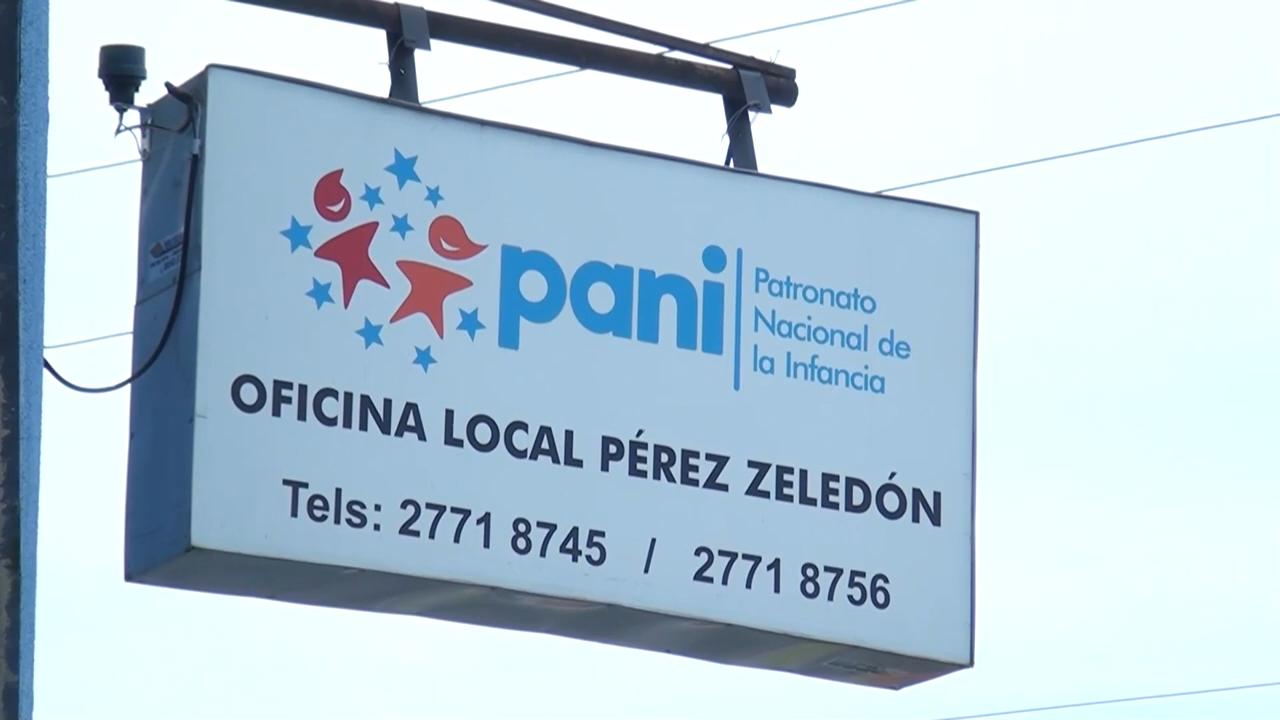 pani
Patronato
Nacional de
la Infancia
OFICINA LOCAL PÉREZ ZELEDÓN
Tels: 2771 8745 / 2771 8756